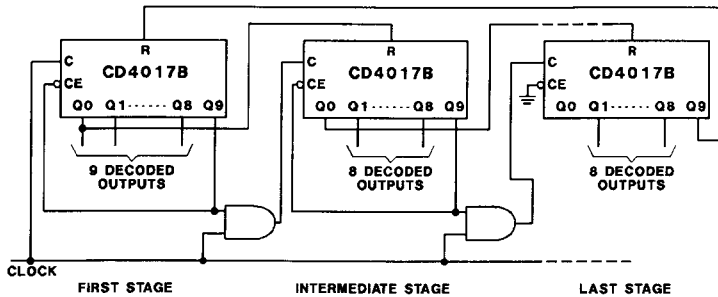 R R R
C CD4017B C CD4017B C CD4017B
CE CE CE
Q0 Q1······Q8 Q9 Q0 Q1······Q8 Q9 Q0 Q1······Q8 Q9
9 DECODED OUTPUTS
8 DECODED OUTPUTS
8 DECODED OUTPUTS
CLOCK
FIRST STAGE INTERMEDIATE STAGE LAST STAGE